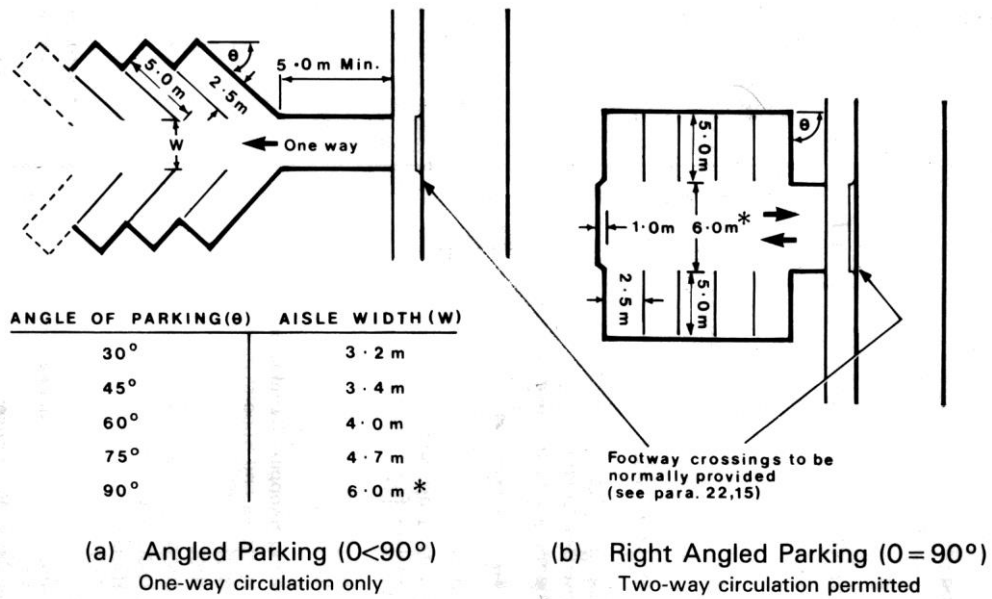 θ
5·0m Min.
5·0m
2·5m
W
One way
θ
5·0m
1·0m 6·0m*
2·5m
5·0m
ANGLE OF PARKING(θ) AISLE WIDTH(W)
30° 3·2 m
45° 3·4 m
60° 4·0 m
75° 4·7 m
90° 6·0 m *
Footway crossings to be
normally provided
(see para. 22,15)
(a) Angled Parking (0<90°)
One-way circulation only
(b) Right Angled Parking (0=90°)
Two-way circulation permitted